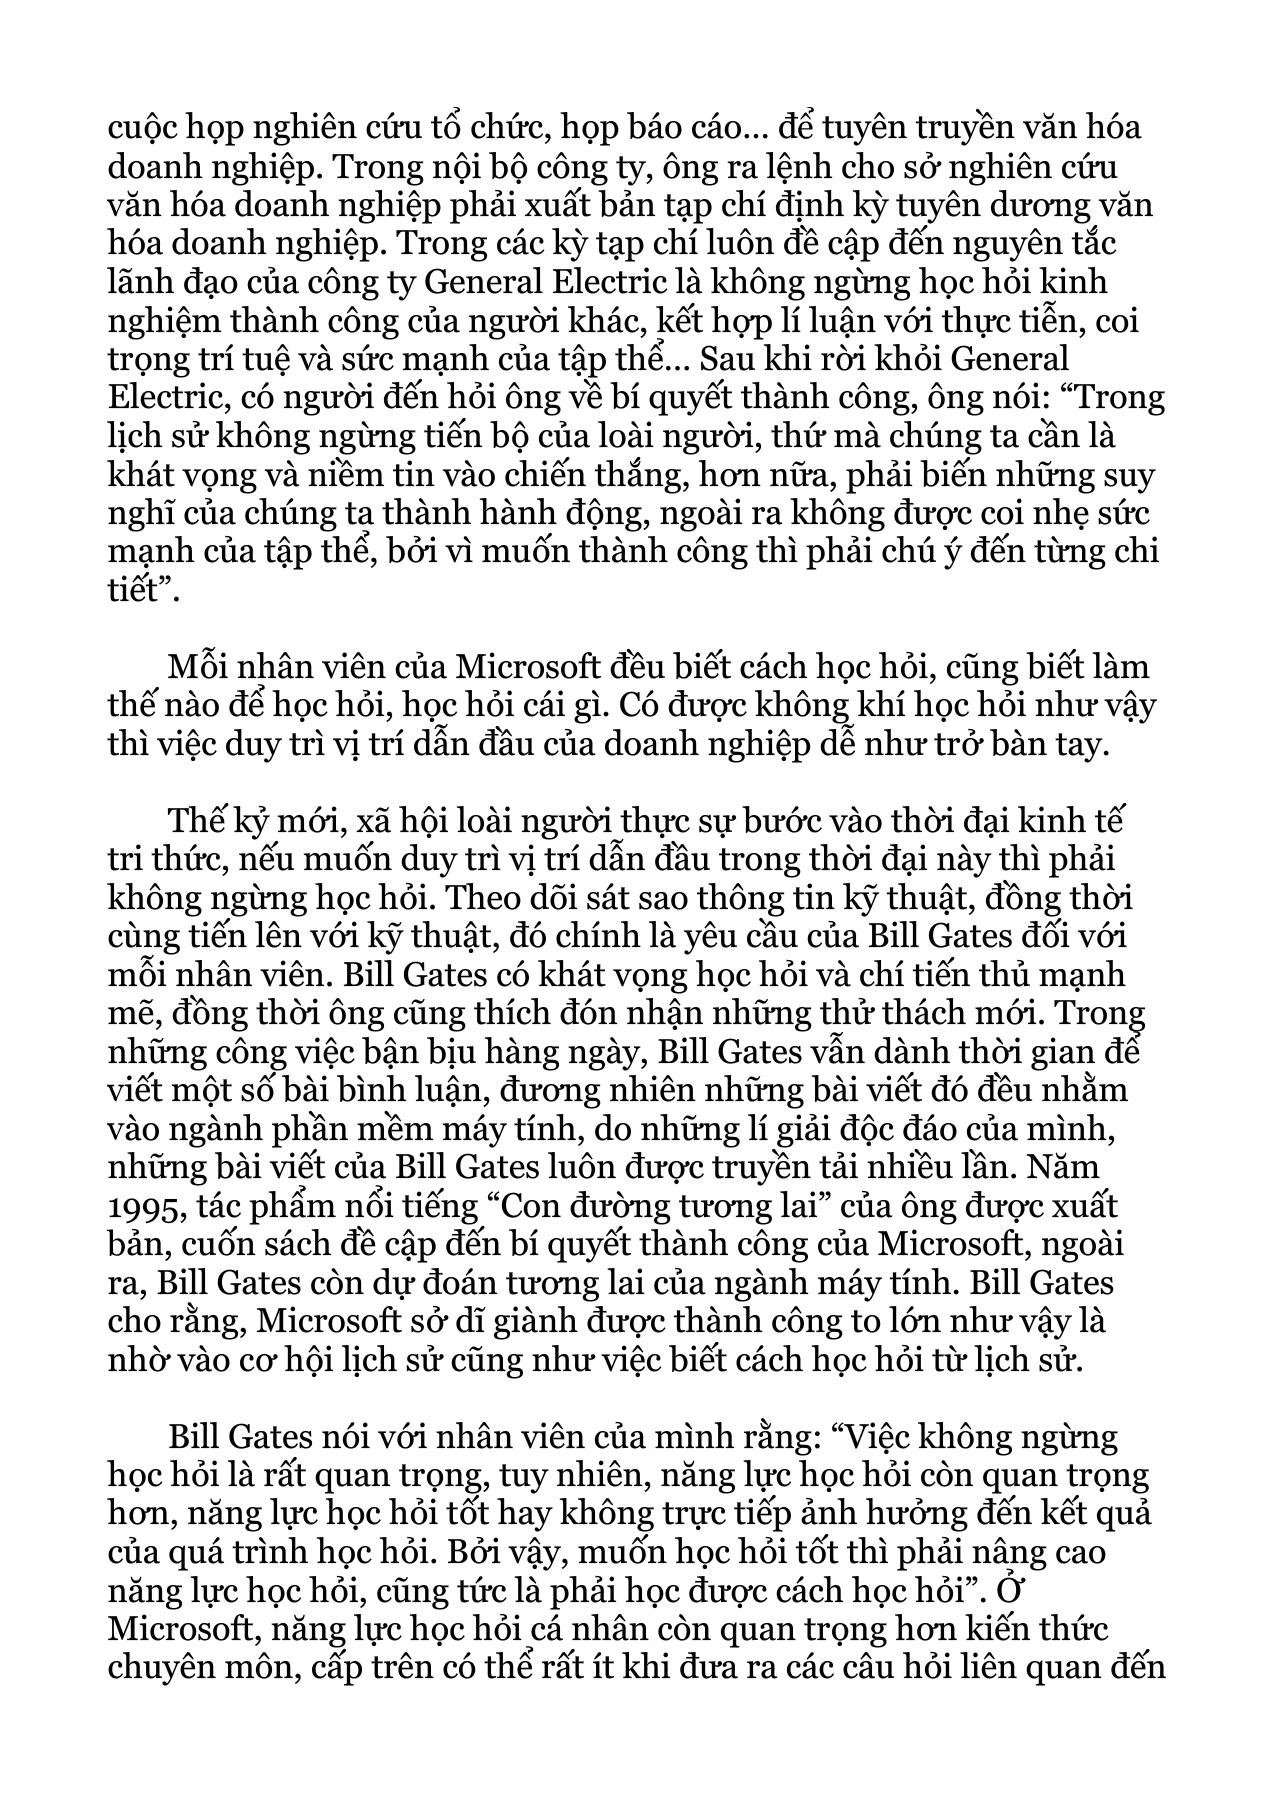 cuộc họp nghiên cứu tổ chức, họp báo cáo... để tuyên truyền văn hóa
doanh nghiệp. Trong nội bộ công ty, ông ra lệnh cho sở nghiên cứu
văn hóa doanh nghiệp phải xuất bản tạp chí định kỳ tuyên dương văn
hóa doanh nghiệp. Trong các kỳ tạp chí luôn đề cập đến nguyên tắc
lãnh đạo của công ty General Electric là không ngừng học hỏi kinh
nghiệm thành công của người khác, kết hợp lí luận với thực tiễn, coi
trọng trí tuệ và sức mạnh của tập thể... Sau khi rời khỏi General
Electric, có người đến hỏi ông về bí quyết thành công, ông nói: “Trong
lịch sử không ngừng tiến bộ của loài người, thứ mà chúng ta cần là
khát vọng và niềm tin vào chiến thắng, hơn nữa, phải biến những suy
nghĩ của chúng ta thành hành động, ngoài ra không được coi nhẹ sức
mạnh của tập thể, bởi vì muốn thành công thì phải chú ý đến từng chi
tiết”.
Mỗi nhân viên của Microsoft đều biết cách học hỏi, cũng biết làm
thế nào để học hỏi, học hỏi cái gì. Có được không khí học hỏi như vậy
thì việc duy trì vị trí dẫn đầu của doanh nghiệp dễ như trở bàn tay.
Thế kỷ mới, xã hội loài người thực sự bước vào thời đại kinh tế
tri thức, nếu muốn duy trì vị trí dẫn đầu trong thời đại này thì phải
không ngừng học hỏi. Theo dõi sát sao thông tin kỹ thuật, đồng thời
cùng tiến lên với kỹ thuật, đó chính là yêu cầu của Bill Gates đối với
mỗi nhân viên. Bill Gates có khát vọng học hỏi và chí tiến thủ mạnh
mẽ, đồng thời ông cũng thích đón nhận những thử thách mới. Trong
những công việc bận bịu hàng ngày, Bill Gates vẫn dành thời gian để
viết một số bài bình luận, đương nhiên những bài viết đó đều nhằm
vào ngành phần mềm máy tính, do những lí giải độc đáo của mình,
những bài viết của Bill Gates luôn được truyền tải nhiều lần. Năm
1995, tác phẩm nổi tiếng “Con đường tương lai” của ông được xuất
bản, cuốn sách đề cập đến bí quyết thành công của Microsoft, ngoài
ra, Bill Gates còn dự đoán tương lai của ngành máy tính. Bill Gates
cho rằng, Microsoft sở dĩ giành được thành công to lớn như vậy là
nhờ vào cơ hội lịch sử cũng như việc biết cách học hỏi từ lịch sử.
Bill Gates nói với nhân viên của mình rằng: “Việc không ngừng
học hỏi là rất quan trọng, tuy nhiên, năng lực học hỏi còn quan trọng
hơn, năng lực học hỏi tốt hay không trực tiếp ảnh hưởng đến kết quả
của quá trình học hỏi. Bởi vậy, muốn học hỏi tốt thì phải nâng cao
năng lực học hỏi, cũng tức là phải học được cách học hỏi”. Ở
Microsoft, năng lực học hỏi cá nhân còn quan trọng hơn kiến thức
chuyên môn, cấp trên có thể rất ít khi đưa ra các câu hỏi liên quan đến